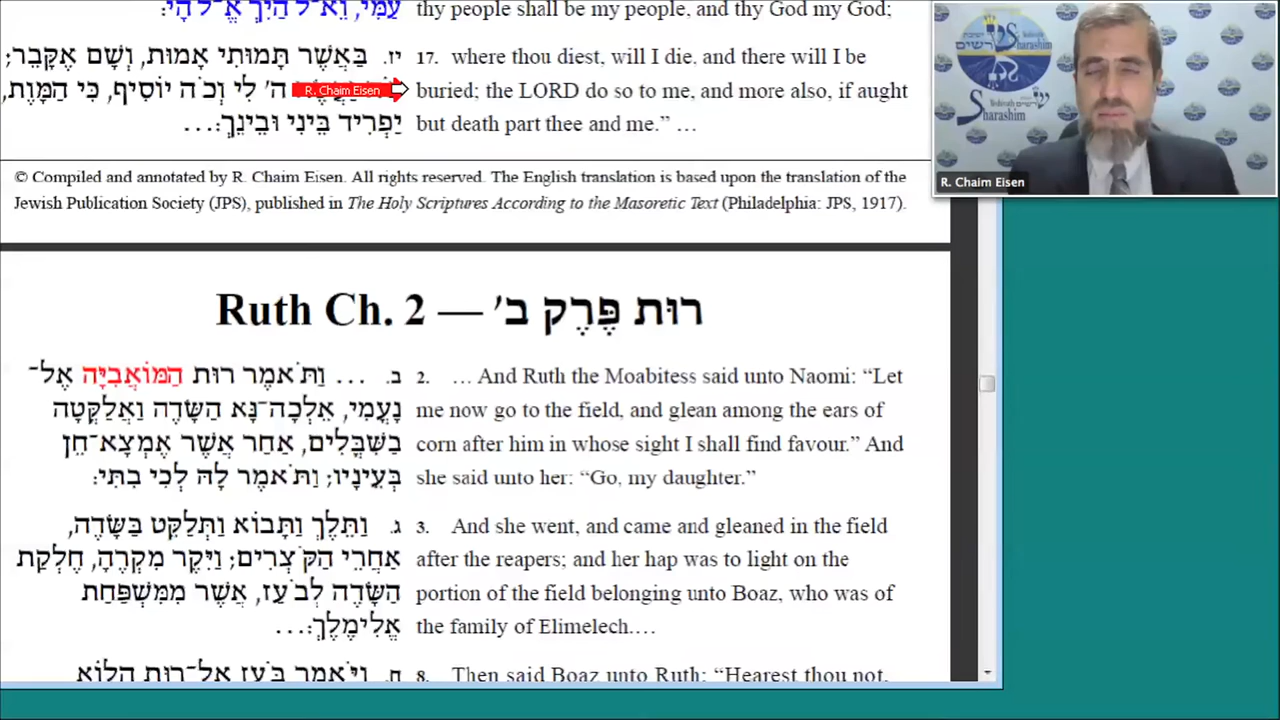 עַמִּי, וֵא־לֹהַיִךְ אֱ־לֹהָי:
thy people shall be my people, and thy God my God;
יז. בַּאֲשֶׁר תָּמוּתִי אָמוּת, וְשָׁם אֶקָּבֵר;
17. where thou diest, will I die, and there will I be
ה׳ לִי וְכֹה יוֹסִיף, כִּי הַמָּוֶת,
R. Chaim Eisen
buried; the LORD do so to me, and more also, if aught
יַפְרִיד בֵּינִי וּבֵינֵךְ:…
but death part thee and me.” …
© Compiled and annotated by R. Chaim Eisen. All rights reserved. The English translation is based upon the translation of the
Jewish Publication Society (JPS), published in The Holy Scriptures According to the Masoretic Text (Philadelphia: JPS, 1917).
Ruth Ch. 2 — רוּת פֶּרֶק ב׳
ב. … וַתֹּאמֶר רוּת הַמּוֹאֲבִיָּה אֶל־
נָעֳמִי, אֵלְכָה־נָּא הַשָּׂדֶה וַאֲלַקֳּטָה
בַשִּׁבֳּלִים, אַחַר אֲשֶׁר אֶמְצָא־חֵן
בְּעֵינָיו; וַתֹּאמֶר לָהּ לְכִי בִתִּי:
2. … And Ruth the Moabitess said unto Naomi: “Let
me now go to the field, and glean among the ears of
corn after him in whose sight I shall find favour.” And
she said unto her: “Go, my daughter.”
ג. וַתֵּלֶךְ וַתָּבוֹא וַתְּלַקֵּט בַּשָּׂדֶה,
אַחֲרֵי הַקֹּצְרִים; וַיִּקֶר מִקְרֶהָ, חֶלְקַת
הַשָּׂדֶה לְבֹעַז, אֲשֶׁר מִמִּשְׁפַּחַת
אֱלִימֶלֶךְ:…
3. And she went, and came and gleaned in the field
after the reapers; and her hap was to light on the
portion of the field belonging unto Boaz, who was of
the family of Elimelech.…
ח. וַיֹּאמֶר בֹּעַז אֶל־רוּת הֲלוֹא
8. Then said Boaz unto Ruth: “Hearest thou not,
Sharashim
שרשים
Yeshivath
Sharashim
R. Chaim Eisen